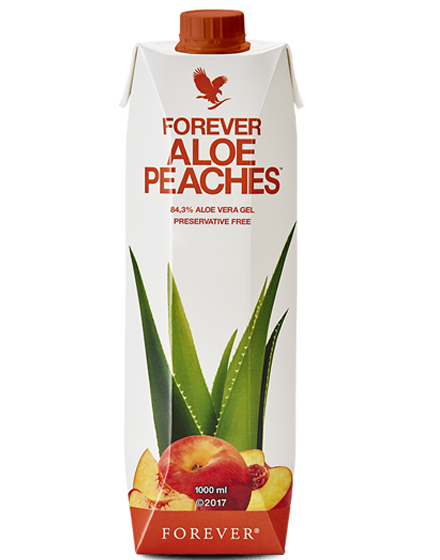 FOREVER
ALOE
PEACHES™
84,3% ALOE VERA GEL
PRESERVATIVE FREE
1000 ml
©2017
FOREVER®